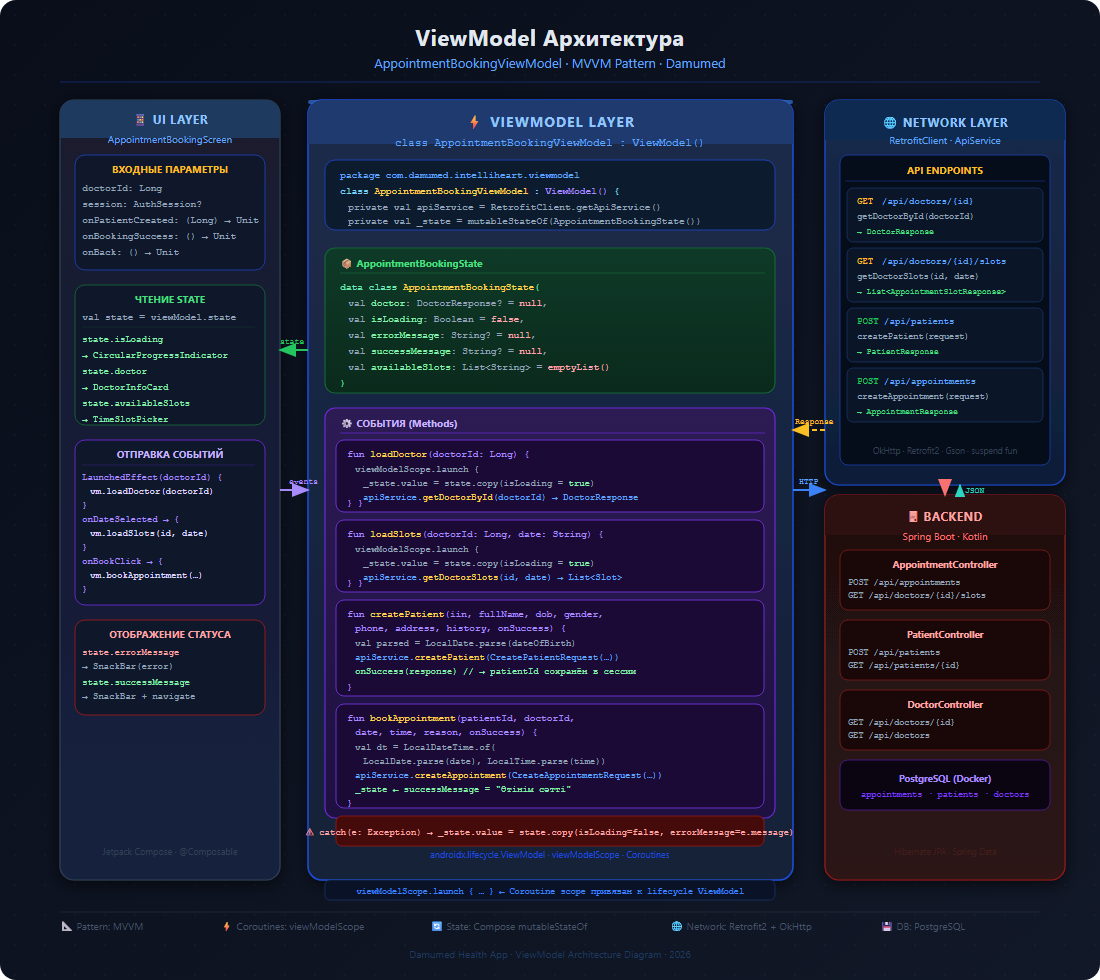 ViewModel Архитектура
AppointmentBookingViewModel · MVVM Pattern · Damumed
UI LAYER
AppointmentBookingScreen
ВХОДНЫЕ ПАРАМЕТРЫ
doctorId: Long
session: AuthSession?
onPatientCreated: (Long) → Unit
onBookingSuccess: () → Unit
onBack: () → Unit
ЧТЕНИЕ STATE
val state = viewModel.state
state.isLoading
→ CircularProgressIndicator
state.doctor
→ DoctorInfoCard
state.availableSlots
→ TimeSlotPicker
ОТПРАВКА СОБЫТИЙ
LaunchedEffect(doctorId) {
vm.loadDoctor(doctorId)
}
onDateSelected → {
vm.loadSlots(id, date)
}
onBookClick → {
vm.bookAppointment(…)
}
ОТОБРАЖЕНИЕ СТАТУСА
state.errorMessage
→ SnackBar(error)
state.successMessage
→ SnackBar + navigate
Jetpack Compose · @Composable
state
events
VIEWMODEL LAYER
class AppointmentBookingViewModel : ViewModel()
package com.damumed.intelliheart.viewmodel
class AppointmentBookingViewModel : ViewModel() {
private val apiService = RetrofitClient.getApiService()
private val _state = mutableStateOf(AppointmentBookingState())
AppointmentBookingState
data class AppointmentBookingState(
val doctor: DoctorResponse? = null,
val isLoading: Boolean = false,
val errorMessage: String? = null,
val successMessage: String? = null,
val availableSlots: List<String> = emptyList()
)
СОБЫТИЯ (Methods)
fun loadDoctor(doctorId: Long) {
viewModelScope.launch {
_state.value = state.copy(isLoading = true)
apiService.getDoctorById(doctorId) → DoctorResponse
} }
fun loadSlots(doctorId: Long, date: String) {
viewModelScope.launch {
_state.value = state.copy(isLoading = true)
apiService.getDoctorSlots(id, date) → List<Slot>
} }
fun createPatient(iin, fullName, dob, gender,
phone, address, history, onSuccess) {
val parsed = LocalDate.parse(dateOfBirth)
apiService.createPatient(CreatePatientRequest(…))
onSuccess(response) // → patientId сохранён в сессии
}
fun bookAppointment(patientId, doctorId,
date, time, reason, onSuccess) {
val dt = LocalDateTime.of(
LocalDate.parse(date), LocalTime.parse(time))
apiService.createAppointment(CreateAppointmentRequest(…))
_state ← successMessage = "Өтінім сәтті"
}
⚠ catch(e: Exception) → _state.value = state.copy(isLoading=false, errorMessage=e.message)
androidx.lifecycle.ViewModel · viewModelScope · Coroutines
viewModelScope.launch { … } ← Coroutine scope привязан к lifecycle ViewModel
Response
HTTP
NETWORK LAYER
RetrofitClient · ApiService
API ENDPOINTS
GET /api/doctors/{id}
getDoctorById(doctorId)
→ DoctorResponse
GET /api/doctors/{id}/slots
getDoctorSlots(id, date)
→ List<AppointmentSlotResponse>
POST /api/patients
createPatient(request)
→ PatientResponse
POST /api/appointments
createAppointment(request)
→ AppointmentResponse
OkHttp · Retrofit2 · Gson · suspend fun
JSON
BACKEND
Spring Boot · Kotlin
AppointmentController
POST /api/appointments
GET /api/doctors/{id}/slots
PatientController
POST /api/patients
GET /api/patients/{id}
DoctorController
GET /api/doctors/{id}
GET /api/doctors
PostgreSQL (Docker)
appointments · patients · doctors
Hibernate JPA · Spring Data
Pattern: MVVM
Coroutines: viewModelScope
State: Compose mutableStateOf
Network: Retrofit2 + OkHttp
DB: PostgreSQL
Damumed Health App · ViewModel Architecture Diagram · 2026